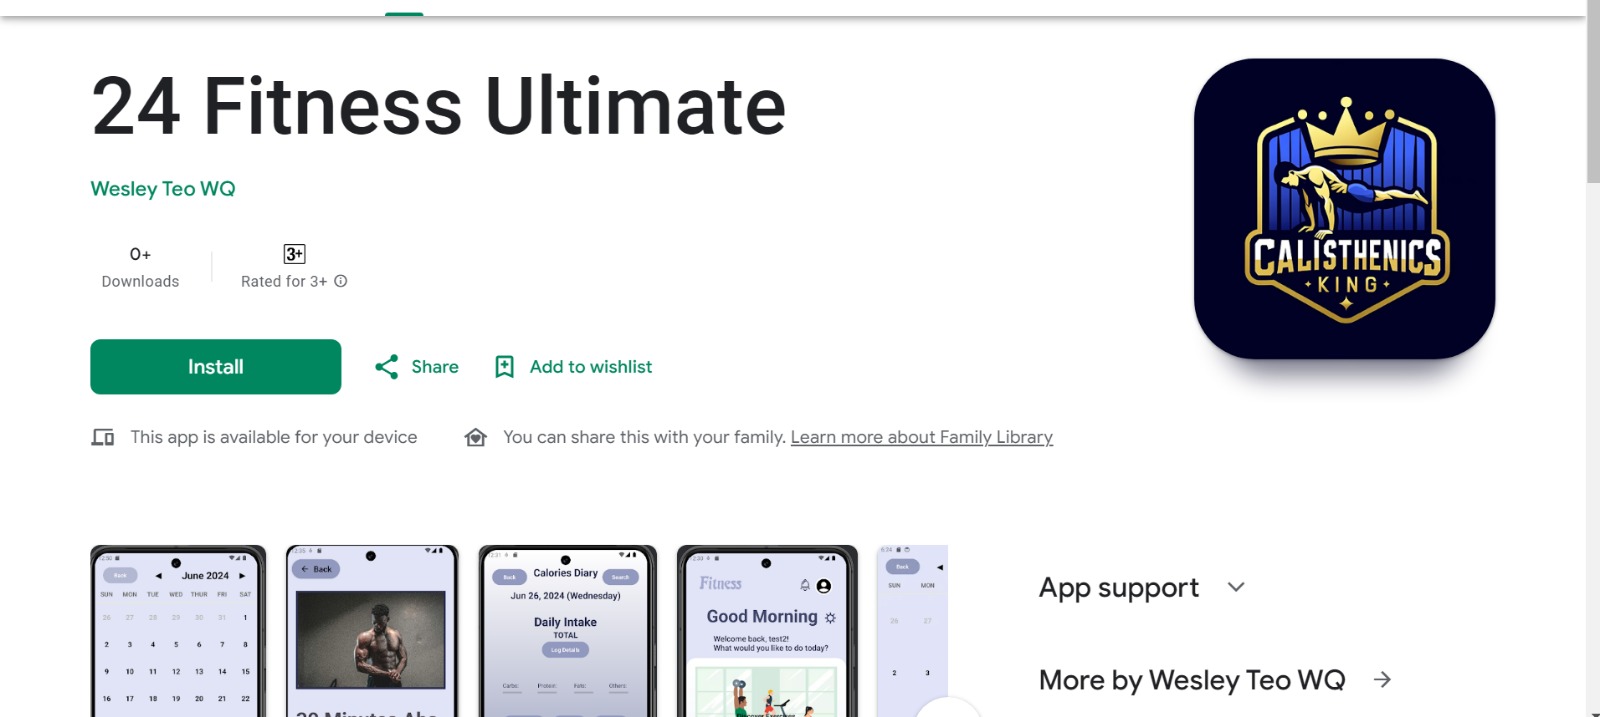 24 Fitness Ultimate
Wesley Teo WQ
0+
Downloads
3+
Rated for 3+
Install
Share
Add to wishlist
This app is available for your device
You can share this with your family. Learn more about Family Library
CALISTHENICS
KING
Back
June 2024
SUN MON TUE WED THUR FRI SAT
26 27 28 29 30 31 1
2 3 4 5 6 7 8
9 10 11 12 13 14 15
16 17 18 19 20 21 22
Back
Back
Calories Diary
Search
Jun 26, 2024 (Wednesday)
Daily Intake
TOTAL
Log Details
Carbs: Protein: Fats: Others:
Fitness
Good Morning
Welcome back, test2!
What would you like to do today?
Back
SUN MON
26 27
2 3
App support
More by Wesley Teo WQ